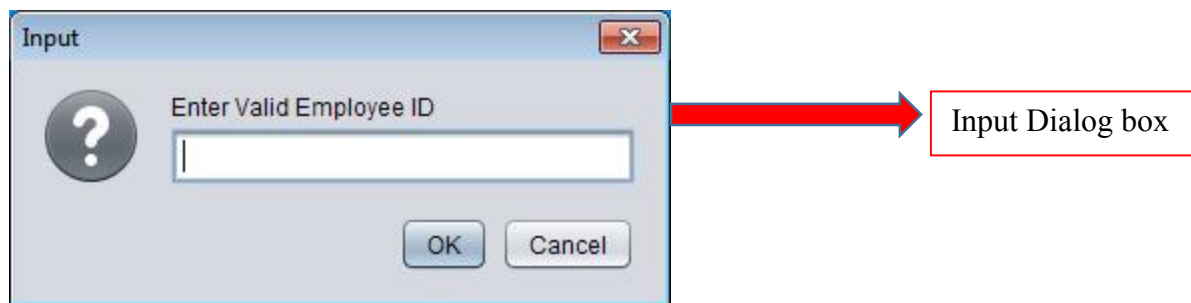 Input
Enter Valid Employee ID
OK Cancel
Input Dialog box